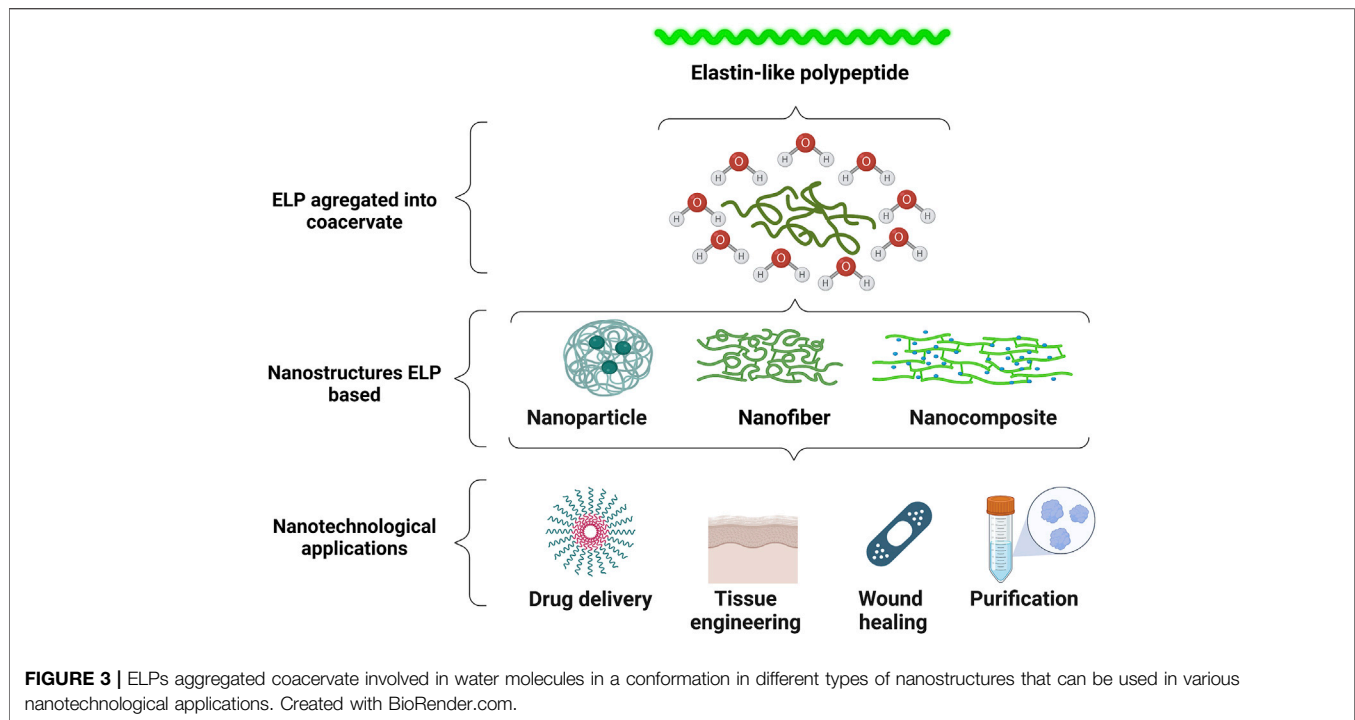 Elastin-like polypeptide
ELP agregated into
coacervate
O
H H
O
H H
O
H H
O
H H
O
H H
O
H H
O
H H
O
H H
O
H H
Nanostructures ELP
based
Nanoparticle Nanofiber Nanocomposite
Nanotechnological
applications
Drug delivery
Tissue
engineering
Wound
healing
Purification
FIGURE 3 | ELPs aggregated coacervate involved in water molecules in a conformation in different types of nanostructures that can be used in various
nanotechnological applications. Created with BioRender.com.